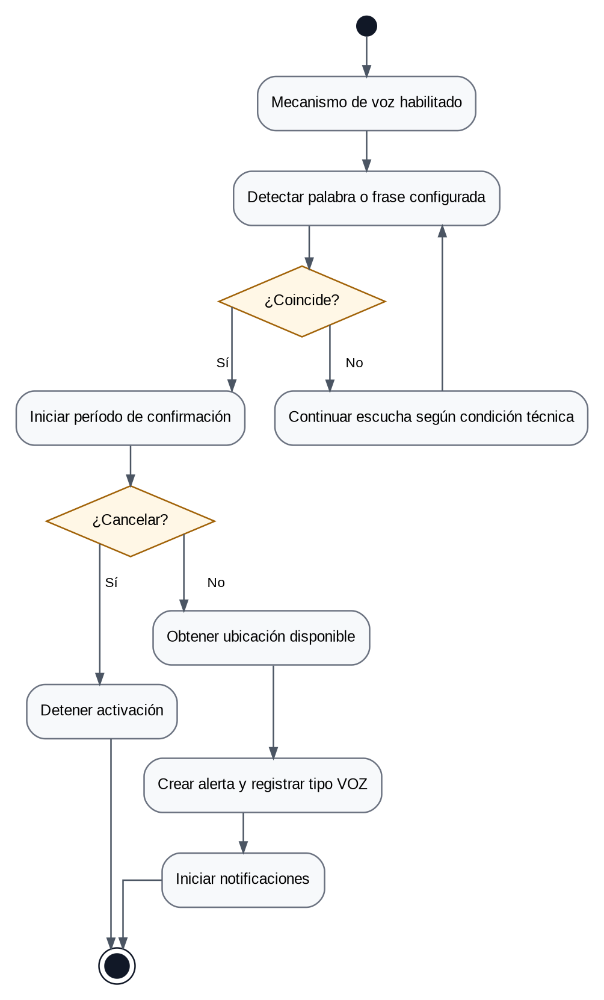 Mecanismo de voz habilitado
Detectar palabra o frase configurada
¿Coincide?
Sí
No
Iniciar período de confirmación
Continuar escucha según condición técnica
¿Cancelar?
Sí
No
Obtener ubicación disponible
Detener activación
Crear alerta y registrar tipo VOZ
Iniciar notificaciones